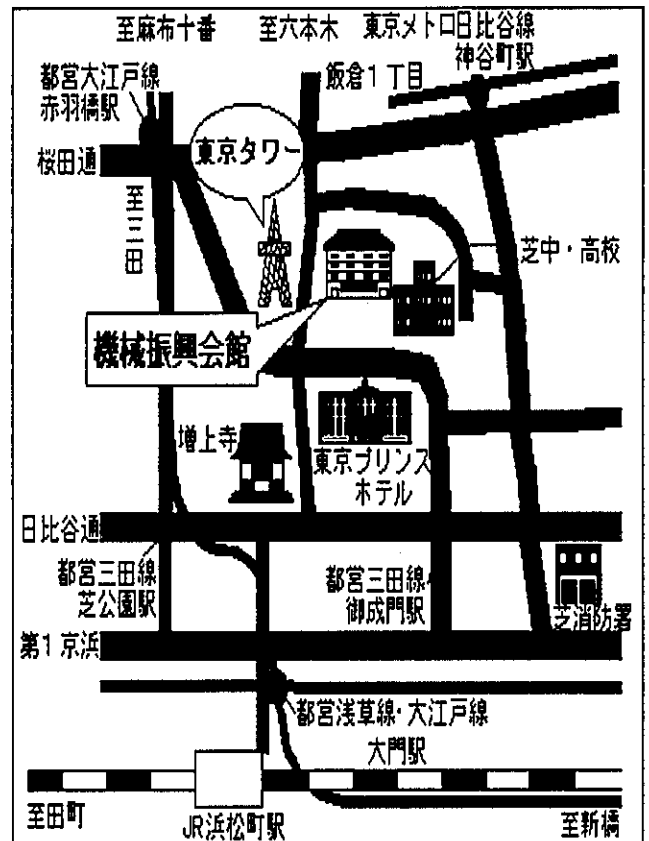 至麻布十番
至六本木
東京メトロ日比谷線
神谷町駅
都営大江戸線
赤羽橋駅
飯倉1丁目
桜田通
東京タワー
至三田
芝中・高校
機械振興会館
増上寺
東京プリンス
ホテル
日比谷通
都営三田線
芝公園駅
都営三田線
御成門駅
芝消防署
第1京浜
都営浅草線・大江戸線
大門駅
至田町
JR浜松町駅
至新橋